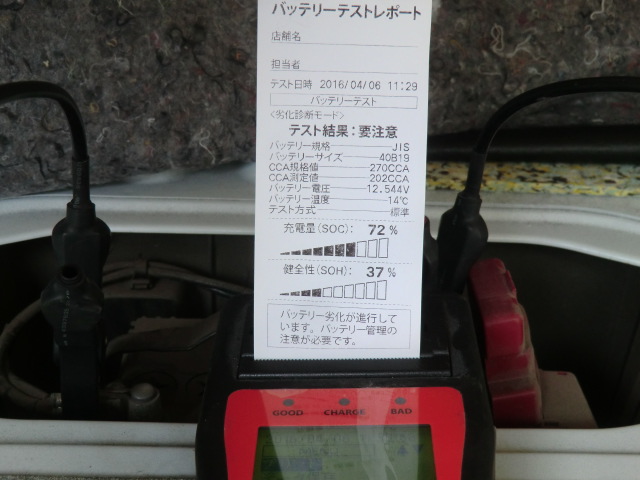 バッテリーテストレポート
店舗名
担当者
テスト日時 2016/04/06 11:29
バッテリーテスト
<劣化診断モード>
テスト結果:要注意
バッテリー規格 JIS
バッテリーサイズ 40B19
CCA規格値 270CCA
CCA測定値 202CCA
バッテリー電圧 12.544V
バッテリー温度 14℃
テスト方式 標準
充電量(SOC): 72 %
健全性(SOH): 37 %
バッテリー劣化が進行して
います。バッテリー管理の
注意が必要です。
GOOD CHARGE BAD